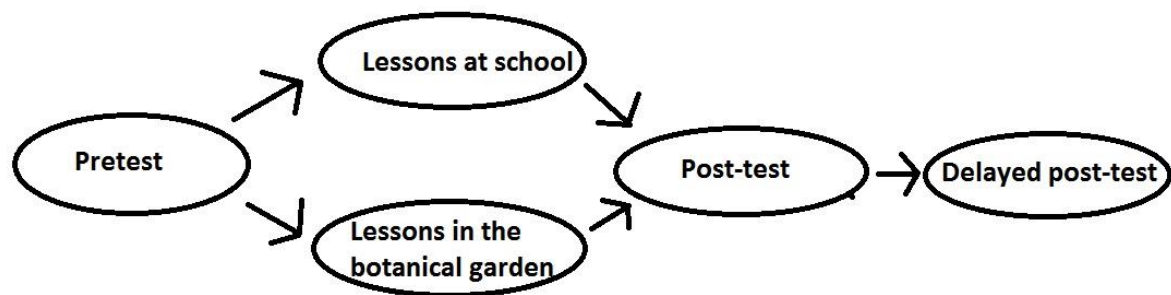 Pretest
Lessons at school
Lessons in the
botanical garden
Post-test
Delayed post-test